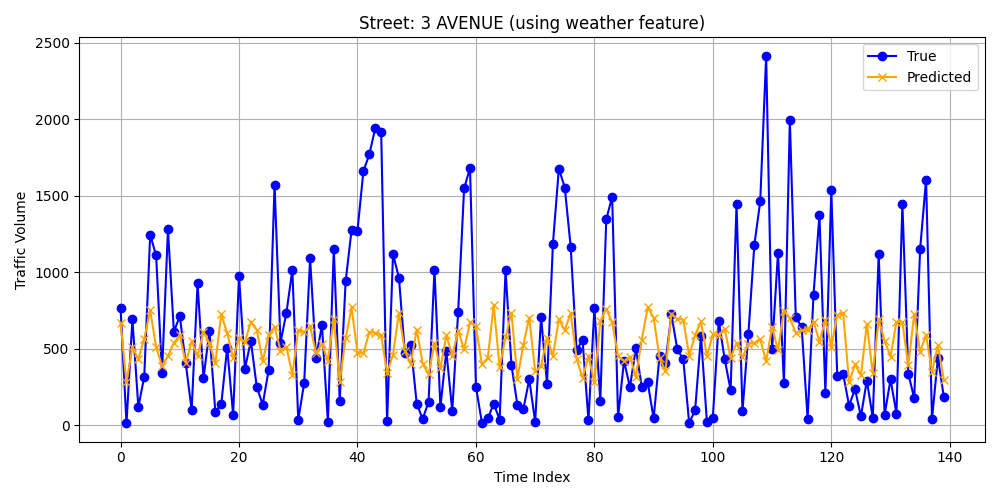 Street: 3 AVENUE (using weather feature)
True
Predicted
Traffic Volume
2500
2000
1500
1000
500
0
0 20 40 60 80 100 120 140
Time Index